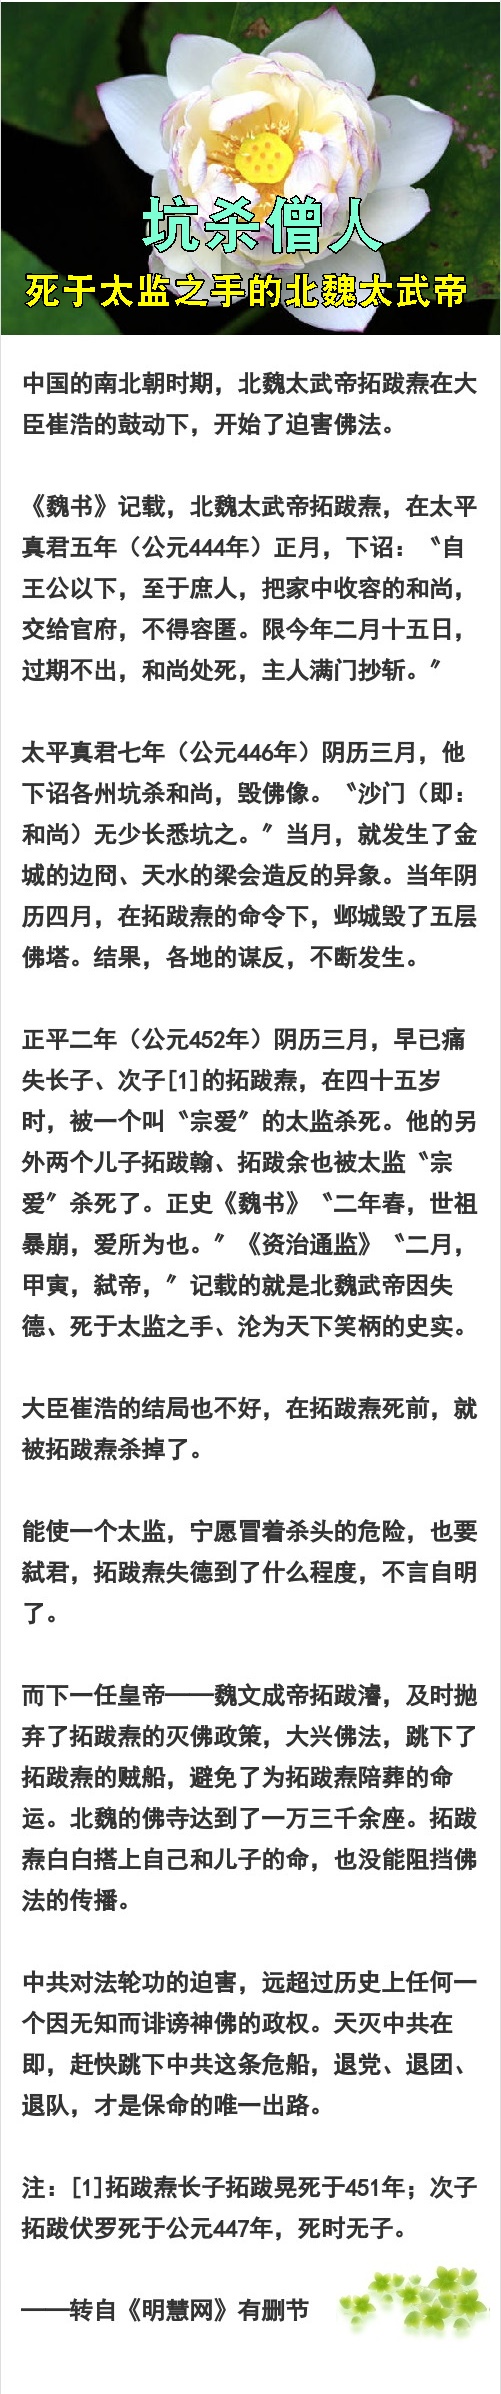 坑杀僧人
死于太监之手的北魏太武帝
中国的南北朝时期，北魏太武帝拓跋焘在大
臣崔浩的鼓动下，开始了迫害佛法。
《魏书》记载，北魏太武帝拓跋焘，在太平
真君五年（公元444年）正月，下诏：〝自
王公以下，至于庶人，把家中收容的和尚，
交给官府，不得容匿。限今年二月十五日，
过期不出，和尚处死，主人满门抄斩。〞
太平真君七年（公元446年）阴历三月，他
下诏各州坑杀和尚，毁佛像。〝沙门（即：
和尚）无少长悉坑之。〞当月，就发生了金
城的边冏、天水的梁会造反的异象。当年阴
历四月，在拓跋焘的命令下，邺城毁了五层
佛塔。结果，各地的谋反，不断发生。
正平二年（公元452年）阴历三月，早已痛
失长子、次子[1]的拓跋焘，在四十五岁
时，被一个叫〝宗爱〞的太监杀死。他的另
外两个儿子拓跋翰、拓跋余也被太监〝宗
爱〞杀死了。正史《魏书》〝二年春，世祖
暴崩，爱所为也。〞《资治通监》〝二月，
甲寅，弑帝，〞记载的就是北魏武帝因失
德、死于太监之手、沦为天下笑柄的史实。
大臣崔浩的结局也不好，在拓跋焘死前，就
被拓跋焘杀掉了。
能使一个太监，宁愿冒着杀头的危险，也要
弑君，拓跋焘失德到了什么程度，不言自明
了。
而下一任皇帝——魏文成帝拓跋濬，及时抛
弃了拓跋焘的灭佛政策，大兴佛法，跳下了
拓跋焘的贼船，避免了为拓跋焘陪葬的命
运。北魏的佛寺达到了一万三千余座。拓跋
焘白白搭上自己和儿子的命，也没能阻挡佛
法的传播。
中共对法轮功的迫害，远超过历史上任何一
个因无知而诽谤神佛的政权。天灭中共在
即，赶快跳下中共这条危船，退党、退团、
退队，才是保命的唯一出路。
注：[1]拓跋焘长子拓跋晃死于451年；次子
拓跋伏罗死于公元447年，死时无子。
——转自《明慧网》有删节